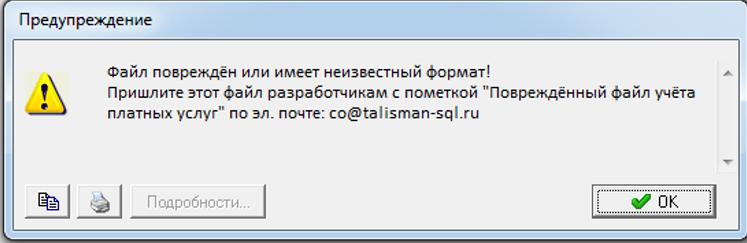 Предупреждение
Файл повреждён или имеет неизвестный формат!
Пришлите этот файл разработчикам с пометкой "Повреждённый файл учёта
платных услуг" по эл. почте: co@talisman-sql.ru
Подробности...
OK